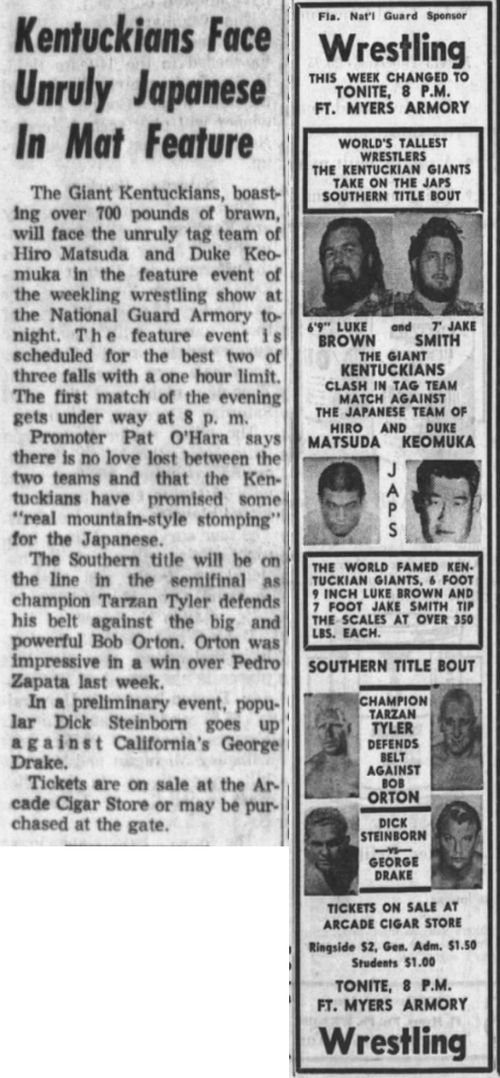 Kentuckians Face
Unruly Japanese
In Mat Feature
The Giant Kentuckians, boast-
ing over 700 pounds of brawn,
will face the unruly tag team of
Hiro Matsuda and Duke Keo-
muka in the feature event of
the weekling wrestling show at
the National Guard Armory to-
night. The feature event is
scheduled for the best two of
three falls with a one hour limit.
The first match of the evening
gets under way at 8 p. m.
Promoter Pat O'Hara says
there is no love lost between the
two teams and that the Ken-
tuckians have promised some
"real mountain-style stomping"
for the Japanese.
The Southern title will be on
the line in the semifinal as
champion Tarzan Tyler defends
his belt against the big and
powerful Bob Orton. Orton was
impressive in a win over Pedro
Zapata last week.
In a preliminary event, popu-
lar Dick Steinborn goes up
against California's George
Drake.
Tickets are on sale at the Ar-
cade Cigar Store or may be pur-
chased at the gate.
Fla. Nat'l Guard Sponsor
Wrestling
THIS WEEK CHANGED TO
TONITE, 8 P.M.
FT. MYERS ARMORY
WORLD'S TALLEST
WRESTLERS
THE KENTUCKIAN GIANTS
TAKE ON THE JAPS
SOUTHERN TITLE BOUT
6'9" LUKE and 7' JAKE
BROWN SMITH
THE GIANT
KENTUCKIANS
CLASH IN TAG TEAM
MATCH AGAINST
THE JAPANESE TEAM OF
HIRO AND DUKE
MATSUDA KEOMUKA
J
A
P
S
THE WORLD FAMED KEN-
TUCKIAN GIANTS, 6 FOOT
9 INCH LUKE BROWN AND
7 FOOT JAKE SMITH TIP
THE SCALES AT OVER 350
LBS. EACH.
SOUTHERN TITLE BOUT
CHAMPION
TARZAN
TYLER
DEFENDS
BELT
AGAINST
BOB
ORTON
DICK
STEINBORN
—VS—
GEORGE
DRAKE
TICKETS ON SALE AT
ARCADE CIGAR STORE
Ringside $2, Gen. Adm. $1.50
Students $1.00
TONITE, 8 P.M.
FT. MYERS ARMORY
Wrestling